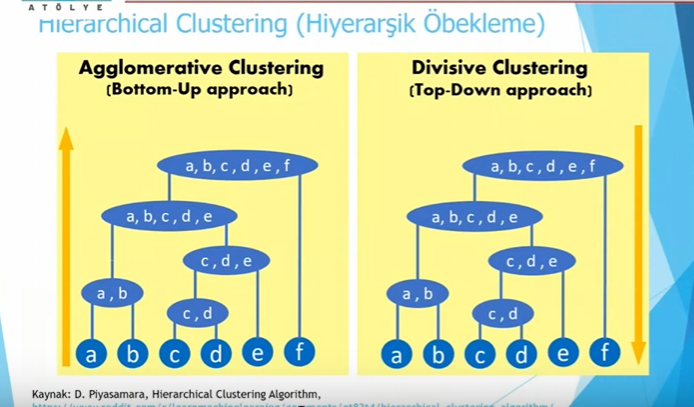 ATÖLYE
Hierarchical Clustering (Hiyerarşik Öbekleme)
Agglomerative Clustering
(Bottom-Up approach)
a, b, c , d , e , f
a, b, c , d , e
c , d , e
a , b
c , d
a b c d e f
Divisive Clustering
(Top-Down approach)
a, b, c , d , e , f
a, b, c , d , e
c , d , e
a , b
c , d
a b c d e f
Kaynak: D. Piyasamara, Hierarchical Clustering Algorithm,